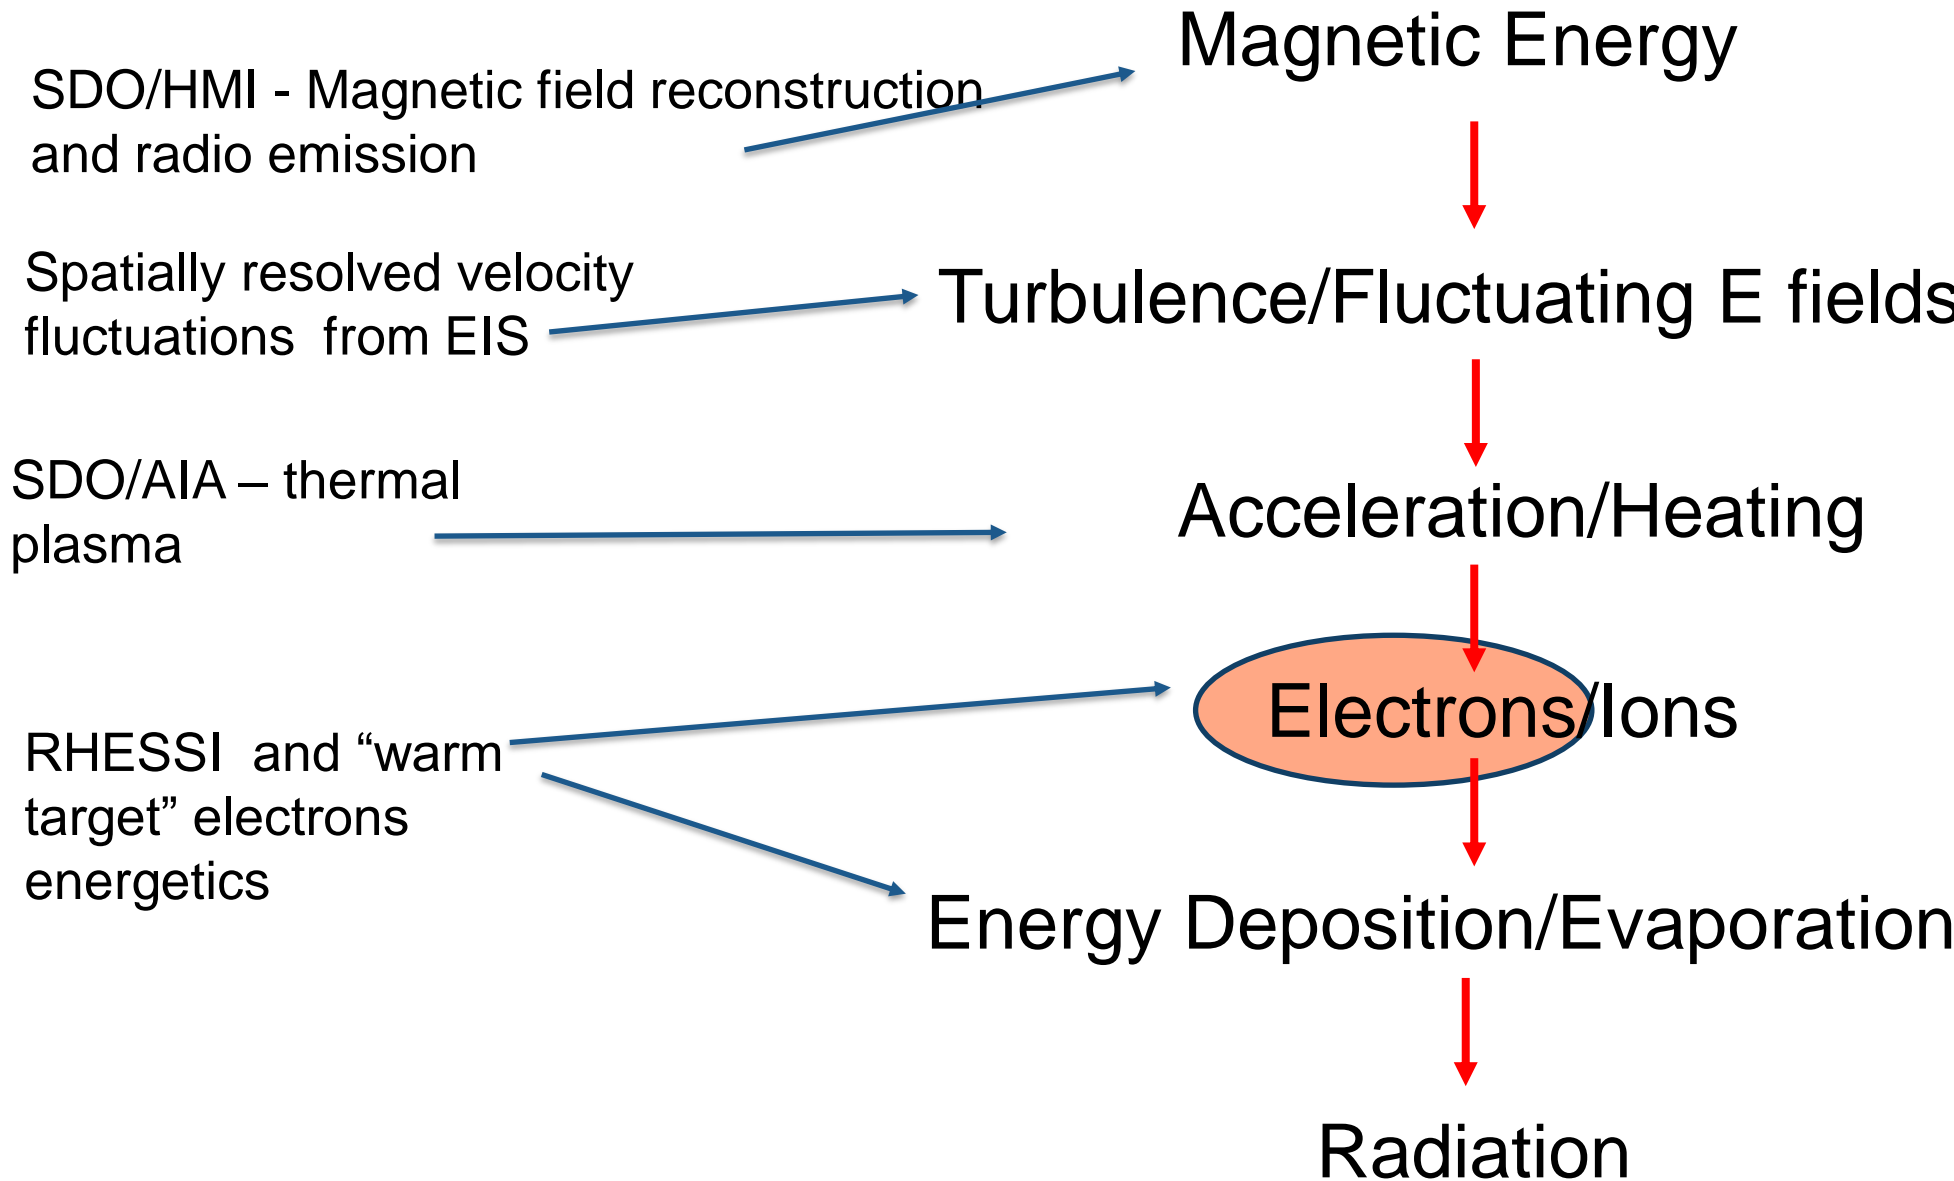 Magnetic Energy
SDO/HMI - Magnetic field reconstruction
and radio emission
Spatially resolved velocity
fluctuations from EIS
Turbulence/Fluctuating E fields
SDO/AIA – thermal
plasma
Acceleration/Heating
Electrons/Ions
RHESSI and “warm
target” electrons
energetics
Energy Deposition/Evaporation
Radiation